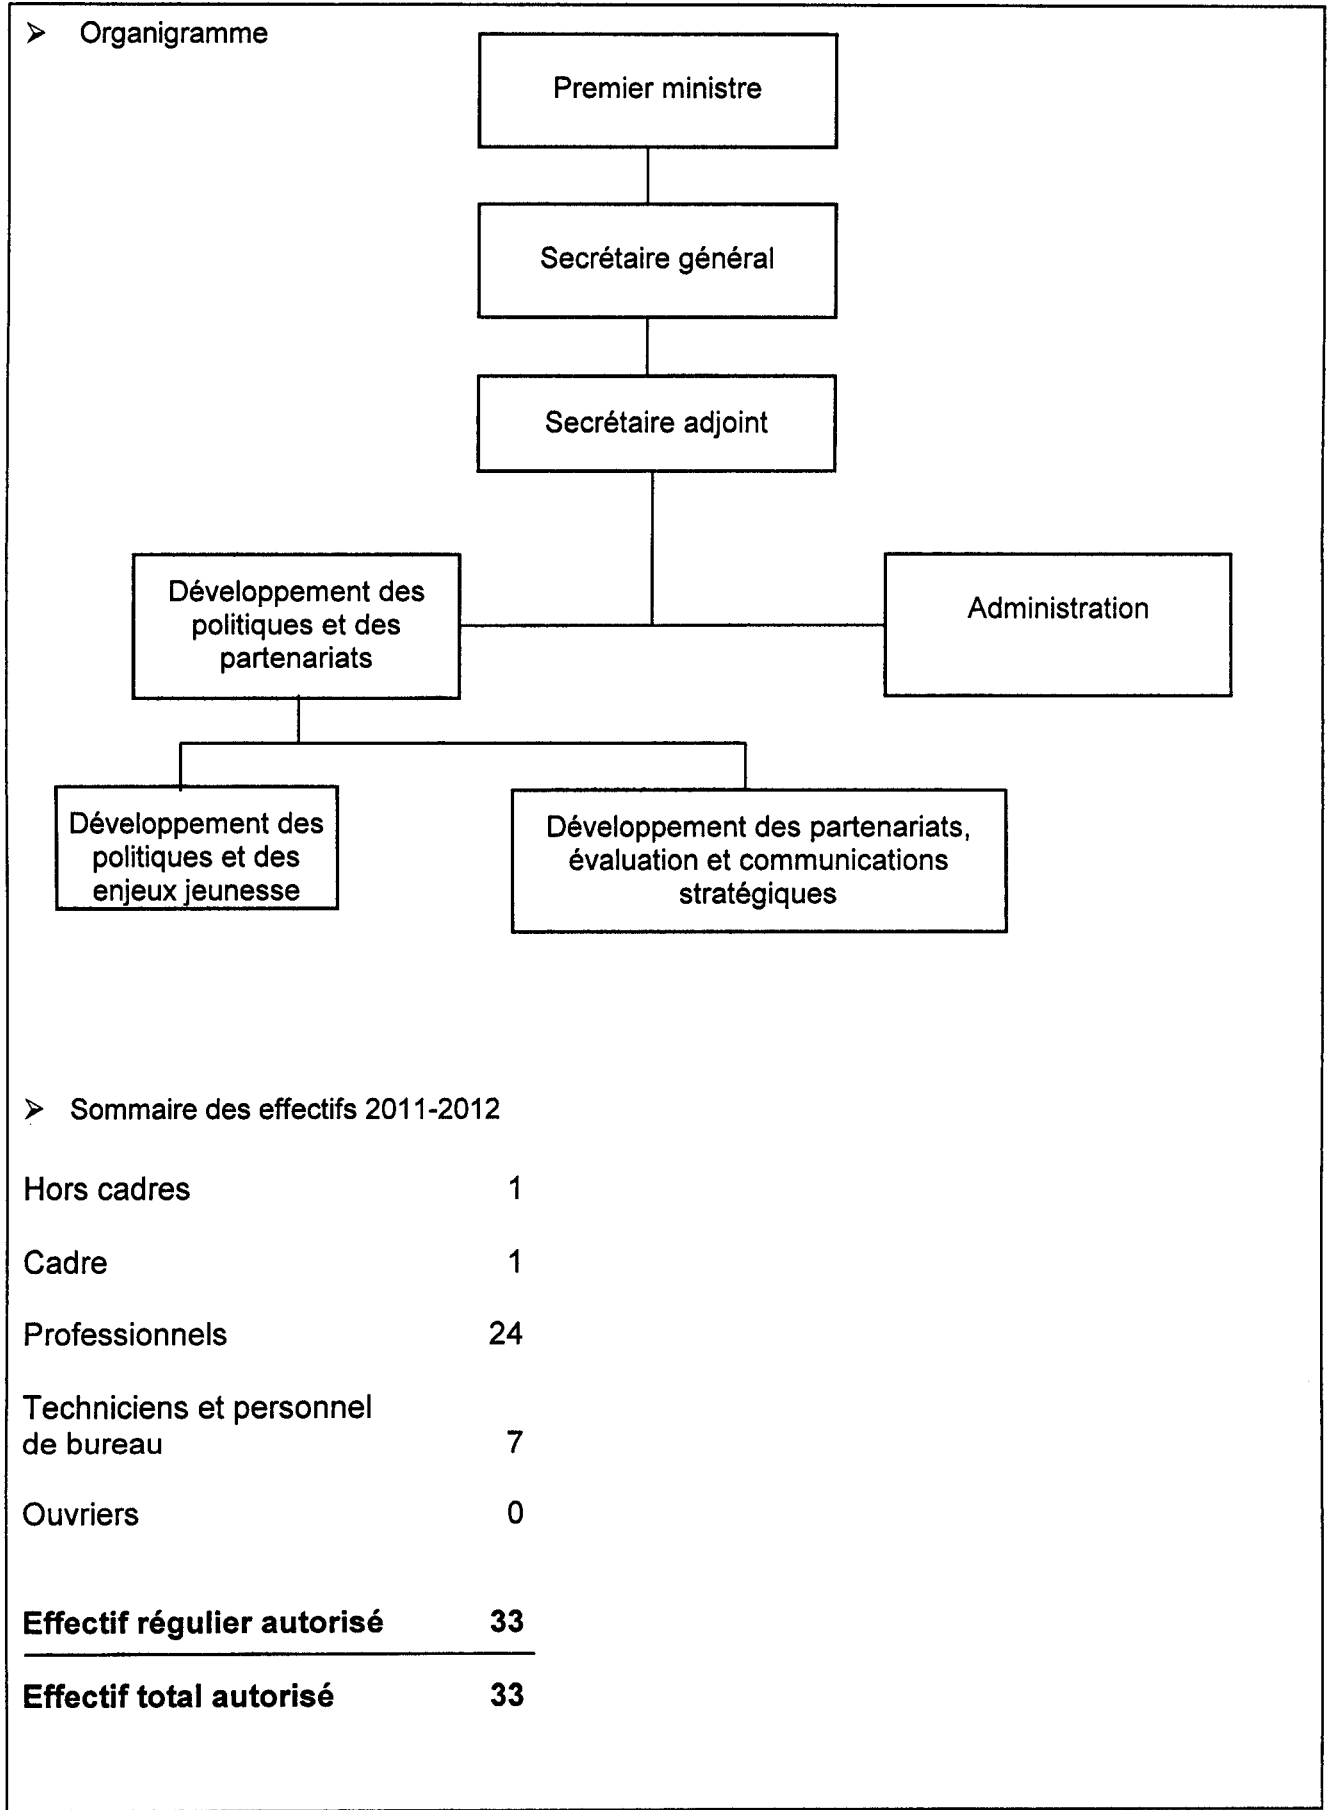 ➢ Organigramme
Premier ministre
Secrétaire général
Secrétaire adjoint
Développement des
politiques et des
partenariats
Administration
Développement des
politiques et des
enjeux jeunesse
Développement des partenariats,
évaluation et communications
stratégiques
➢ Sommaire des effectifs 2011-2012
Hors cadres 1
Cadre 1
Professionnels 24
Techniciens et personnel
de bureau 7
Ouvriers 0
Effectif régulier autorisé 33
Effectif total autorisé 33